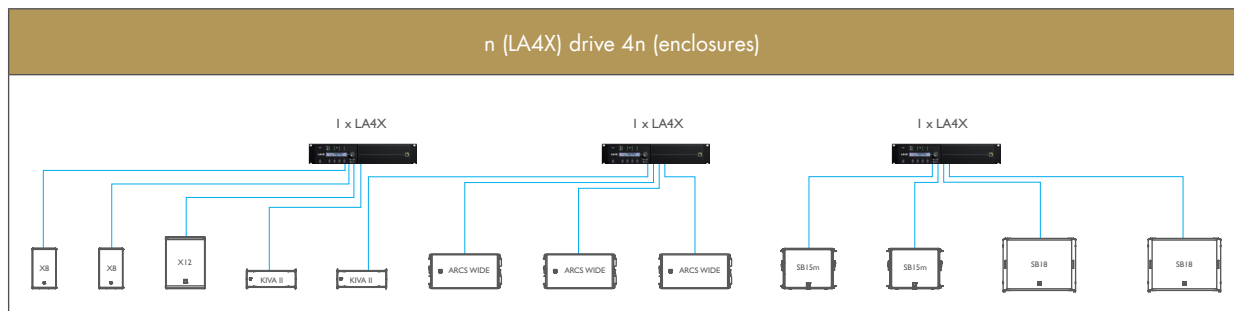 n (LA4X) drive 4n (enclosures)
1 x LA4X
1 x LA4X
1 x LA4X
X8
X8
X12
KIVA II
KIVA II
ARCS WIDE
ARCS WIDE
ARCS WIDE
SB15m
SB15m
SB18
SB18